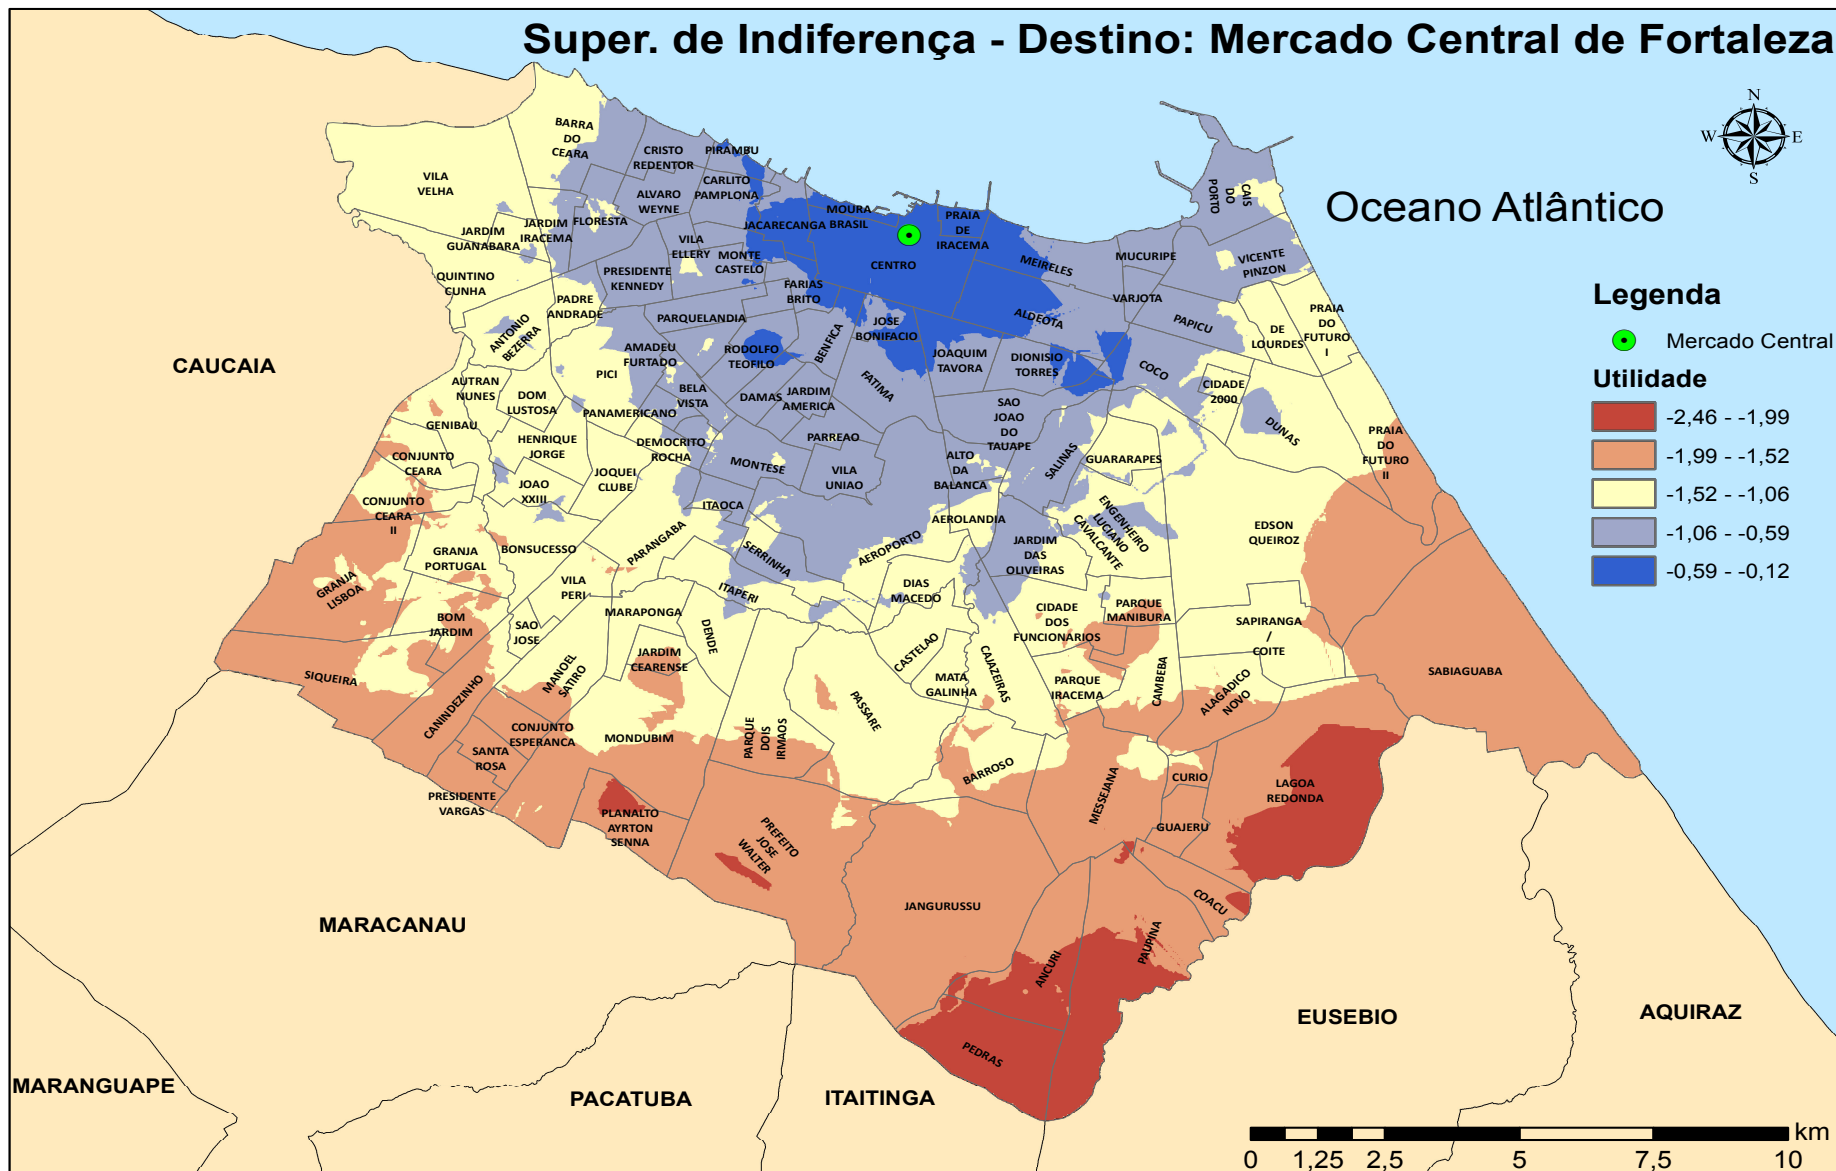 Super. de Indiferença - Destino: Mercado Central de Fortaleza
N
W
E
S
Oceano Atlântico
Legenda
Mercado Central
Utilidade
-2,46 - -1,99
-1,99 - -1,52
-1,52 - -1,06
-1,06 - -0,59
-0,59 - -0,12
BARRA
DO
CEARA
CRISTO
REDENTOR
PIRAMBU
VILA
VELHA
CARLITO
PAMPLONA
ALVARO
WEYNE
CAIS
DO
PORTO
JARDIM
IRACEMA
FLORESTA
JACARECANGA
MOURA
BRASIL
PRAIA
DE
IRACEMA
JARDIM
GUANABARA
VILA
ELLERY
MONTE
CASTELO
CENTRO
MEIRELES
MUCURIPE
VICENTE
PINZON
QUINTINO
CUNHA
PRESIDENTE
KENNEDY
FARIAS
BRITO
VARJOTA
PADRE
ANDRADE
PARQUELANDIA
JOSE
BONIFACIO
ALDEOTA
PAPICU
DE
LOURDES
PRAIA
DO
FUTURO
I
ANTONIO
BEZERRA
AMADEU
FURTADO
RODOLFO
TEOFILO
BENFICA
JOAQUIM
TAVORA
DIONISIO
TORRES
COCO
CAUCAIA
PICI
AUTRAN
NUNES
DOM
LUSTOSA
BELA
VISTA
DAMAS
JARDIM
AMERICA
FATIMA
CIDADE
2000
PANAMERICANO
SAO
JOAO
DO
TAUAPE
DUNAS
GENIBAU
HENRIQUE
JORGE
DEMOCRITO
ROCHA
PARREAO
PRAIA
DO
FUTURO
II
CONJUNTO
CEARA
JOQUEI
CLUBE
MONTESE
VILA
UNIAO
ALTO
DA
BALANCA
SALINAS
GUARARAPES
JOAO
XXIII
CONJUNTO
CEARA
II
ITAOCA
AEROLANDIA
ENGENHEIRO
LUCIANO
CAVALCANTE
EDSON
QUEIROZ
GRANJA
PORTUGAL
BONSUCESSO
PARANGABA
SERRINHA
AEROPORTO
JARDIM
DAS
OLIVEIRAS
GRANJA
LISBOA
VILA
PERI
ITAPERI
DIAS
MACEDO
BOM
JARDIM
SAO
JOSE
MARAPONGA
DENDE
CIDADE
DOS
FUNCIONARIOS
PARQUE
MANIBURA
SAPIRANGA
/
COITE
JARDIM
CEARENSE
CASTELAO
CAJAZEIRAS
SABIAGUABA
SIQUEIRA
MANOEL
SATIRO
MATA
GALINHA
PARQUE
IRACEMA
CAMBEBA
ALAGADICO
NOVO
CANINDEZINHO
PASSARE
CONJUNTO
ESPERANCA
MONDUBIM
PARQUE
DOIS
IRMAOS
SANTA
ROSA
BARROSO
MESSEJANA
CURIO
LAGOA
REDONDA
PRESIDENTE
VARGAS
PLANALTO
AYRTON
SENNA
PREFEITO
JOSE
WALTER
GUAJERU
JANGURUSSU
COACU
MARACANAU
ANCURI
PAUPINA
PEDRAS
EUSEBIO
AQUIRAZ
MARANGUAPE
PACATUBA
ITAITINGA
km
0
1,25
2,5
5
7,5
10